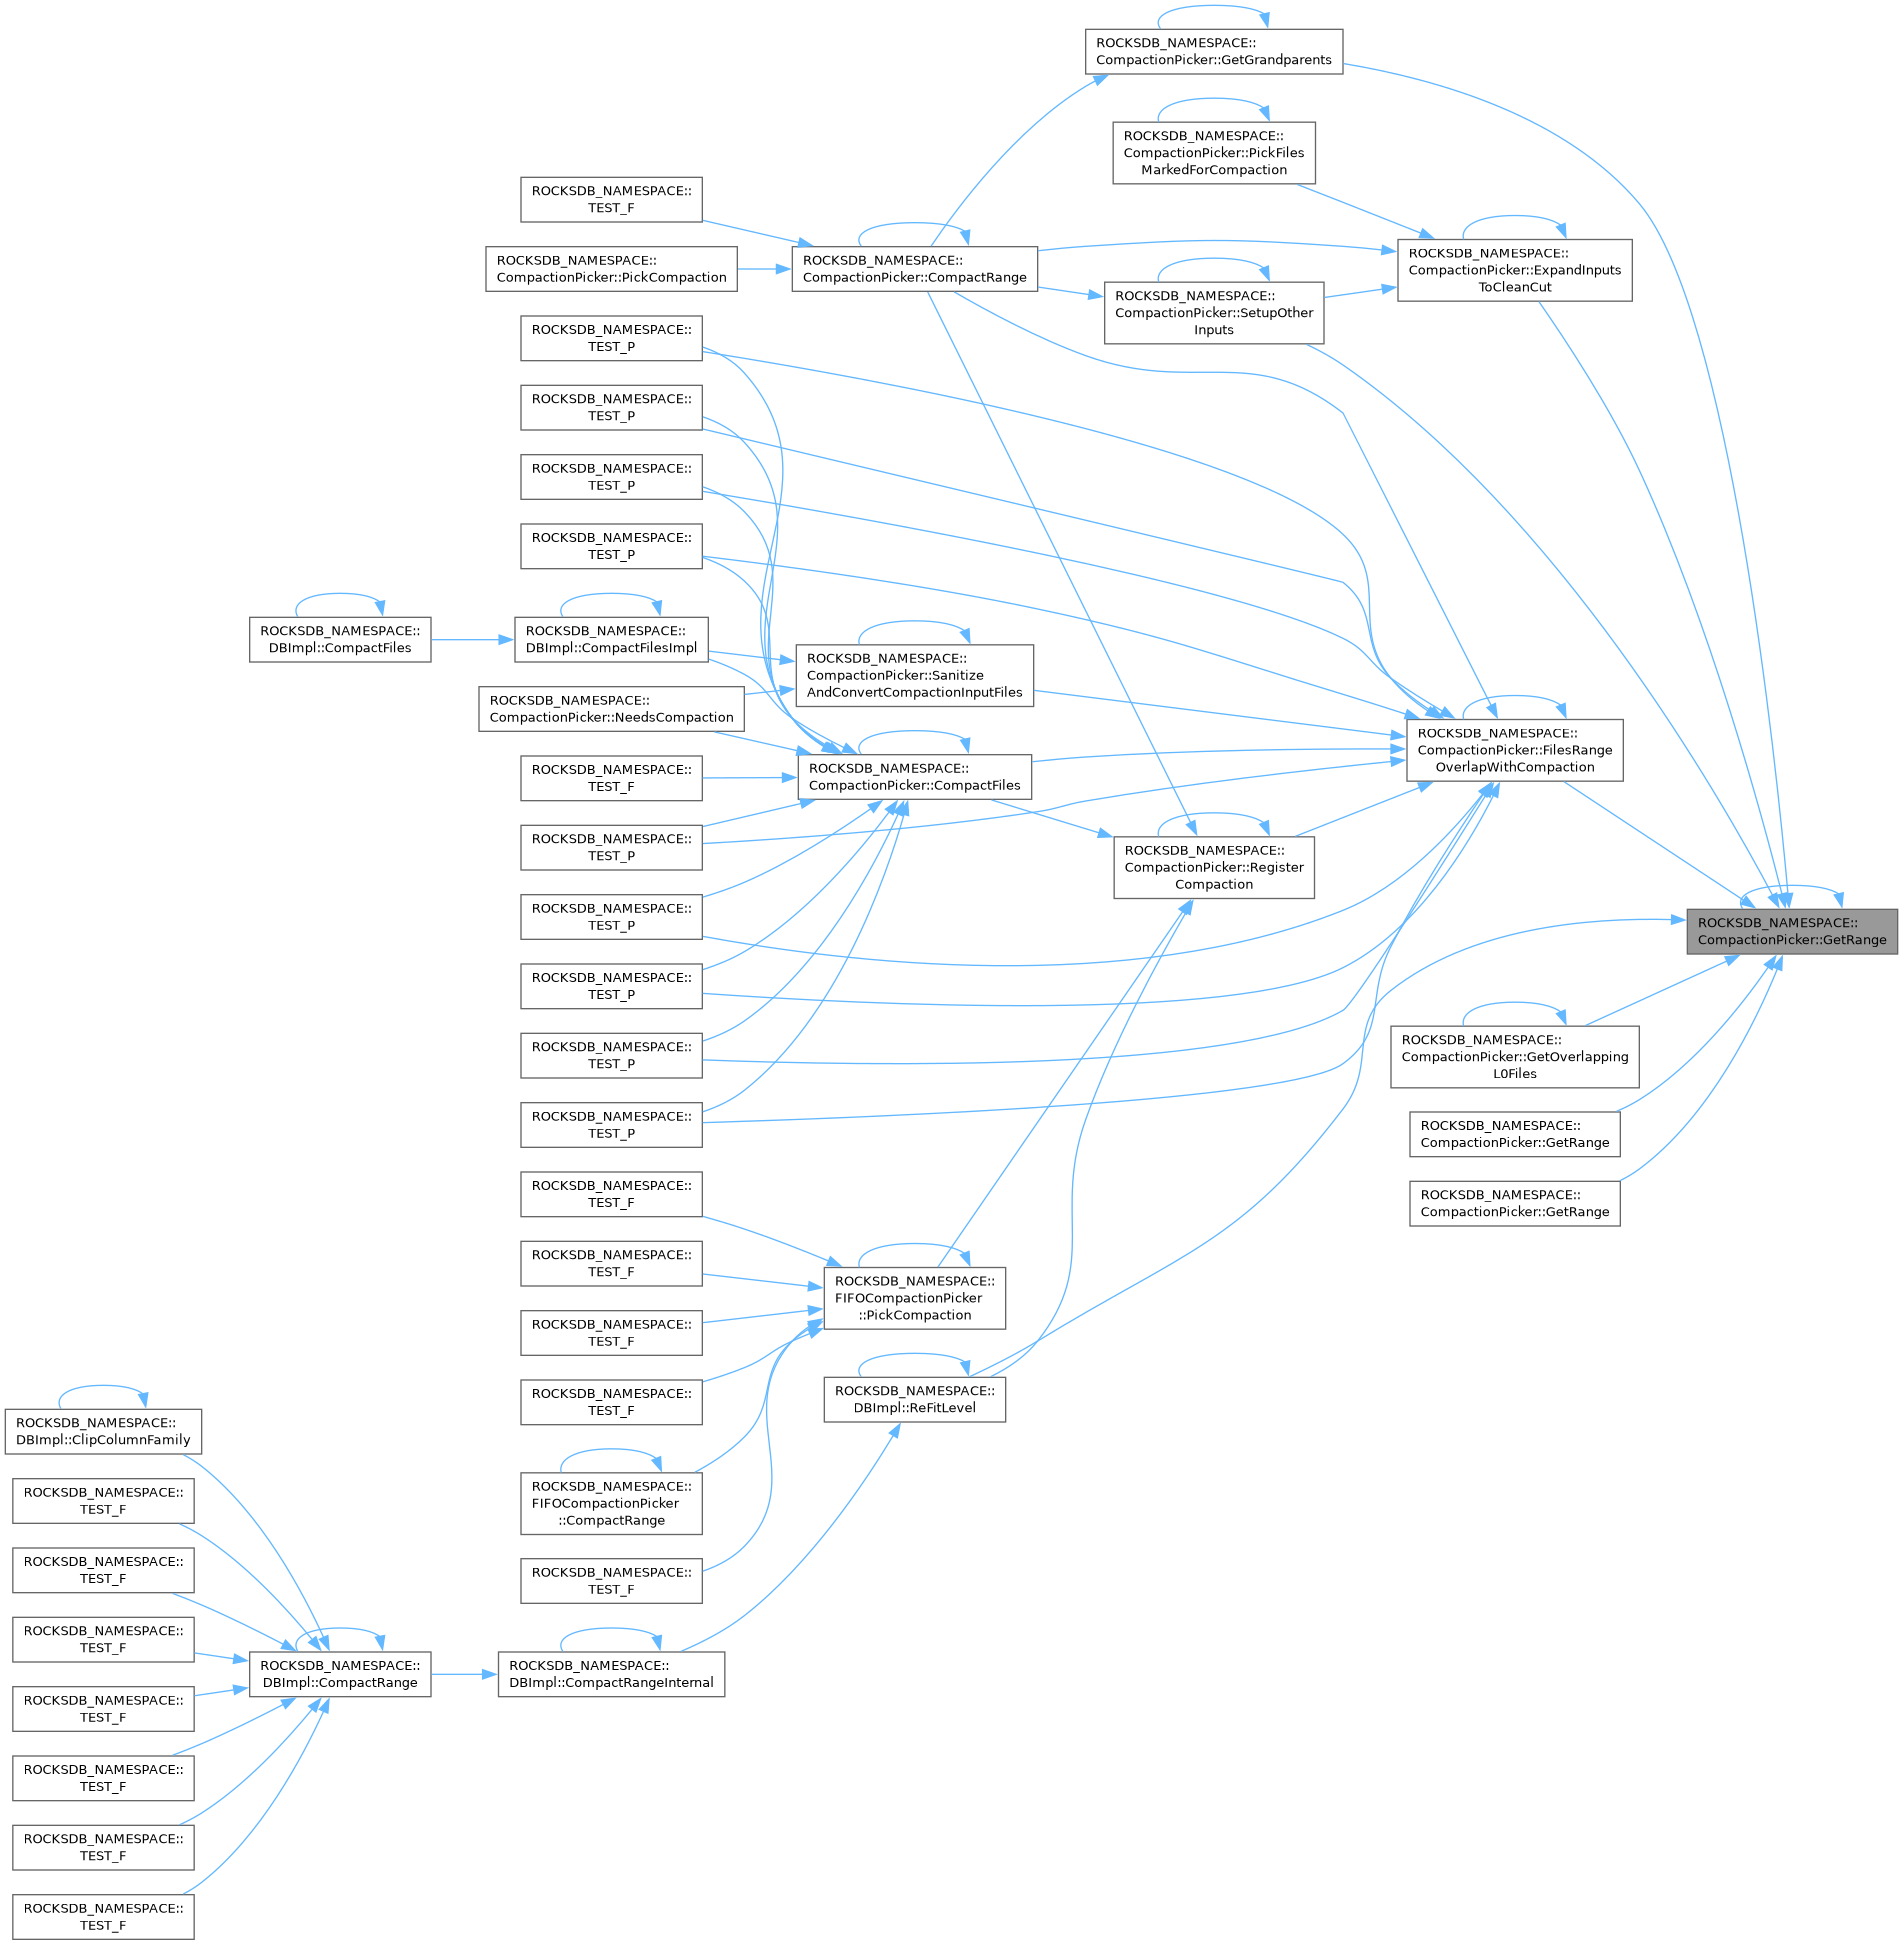 ROCKSDB_NAMESPACE::
CompactionPicker::GetGrandparents
ROCKSDB_NAMESPACE::
CompactionPicker::PickFiles
MarkedForCompaction
ROCKSDB_NAMESPACE::
TEST_F
ROCKSDB_NAMESPACE::
CompactionPicker::PickCompaction
ROCKSDB_NAMESPACE::
CompactionPicker::CompactRange
ROCKSDB_NAMESPACE::
CompactionPicker::ExpandInputs
ToCleanCut
ROCKSDB_NAMESPACE::
CompactionPicker::SetupOther
Inputs
ROCKSDB_NAMESPACE::
TEST_P
ROCKSDB_NAMESPACE::
TEST_P
ROCKSDB_NAMESPACE::
TEST_P
ROCKSDB_NAMESPACE::
TEST_P
ROCKSDB_NAMESPACE::
DBImpl::CompactFiles
ROCKSDB_NAMESPACE::
DBImpl::CompactFilesImpl
ROCKSDB_NAMESPACE::
CompactionPicker::Sanitize
AndConvertCompactionInputFiles
ROCKSDB_NAMESPACE::
CompactionPicker::NeedsCompaction
ROCKSDB_NAMESPACE::
CompactionPicker::FilesRange
OverlapWithCompaction
ROCKSDB_NAMESPACE::
TEST_F
ROCKSDB_NAMESPACE::
CompactionPicker::CompactFiles
ROCKSDB_NAMESPACE::
TEST_P
ROCKSDB_NAMESPACE::
CompactionPicker::Register
Compaction
ROCKSDB_NAMESPACE::
TEST_P
ROCKSDB_NAMESPACE::
CompactionPicker::GetRange
ROCKSDB_NAMESPACE::
TEST_P
ROCKSDB_NAMESPACE::
TEST_P
ROCKSDB_NAMESPACE::
CompactionPicker::GetOverlapping
L0Files
ROCKSDB_NAMESPACE::
TEST_P
ROCKSDB_NAMESPACE::
CompactionPicker::GetRange
ROCKSDB_NAMESPACE::
TEST_F
ROCKSDB_NAMESPACE::
CompactionPicker::GetRange
ROCKSDB_NAMESPACE::
TEST_F
ROCKSDB_NAMESPACE::
FIFOCompactionPicker
::PickCompaction
ROCKSDB_NAMESPACE::
TEST_F
ROCKSDB_NAMESPACE::
TEST_F
ROCKSDB_NAMESPACE::
DBImpl::ReFitLevel
ROCKSDB_NAMESPACE::
DBImpl::ClipColumnFamily
ROCKSDB_NAMESPACE::
FIFOCompactionPicker
::CompactRange
ROCKSDB_NAMESPACE::
TEST_F
ROCKSDB_NAMESPACE::
TEST_F
ROCKSDB_NAMESPACE::
TEST_F
ROCKSDB_NAMESPACE::
TEST_F
ROCKSDB_NAMESPACE::
DBImpl::CompactRange
ROCKSDB_NAMESPACE::
DBImpl::CompactRangeInternal
ROCKSDB_NAMESPACE::
TEST_F
ROCKSDB_NAMESPACE::
TEST_F
ROCKSDB_NAMESPACE::
TEST_F
ROCKSDB_NAMESPACE::
TEST_F